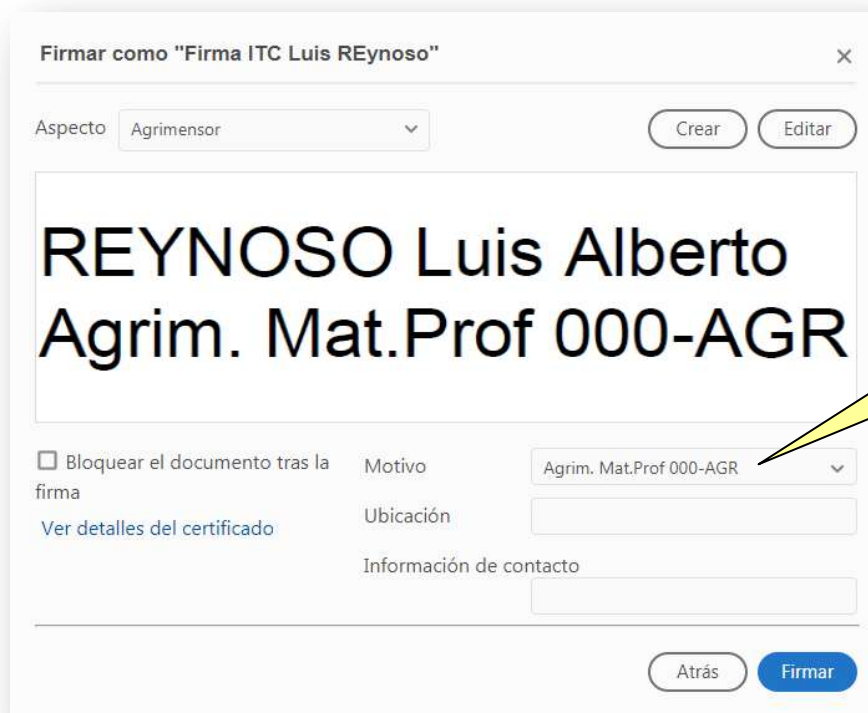 Firmar como "Firma ITC Luis REynoso"
Aspecto Agrimensor Crear Editar
REYNOSO Luis Alberto
Agrim. Mat.Prof 000-AGR
Bloquear el documento tras la
firma
Ver detalles del certificado
Motivo Agrim. Mat.Prof 000-AGR
Ubicación
Información de contacto
Atrás Firmar